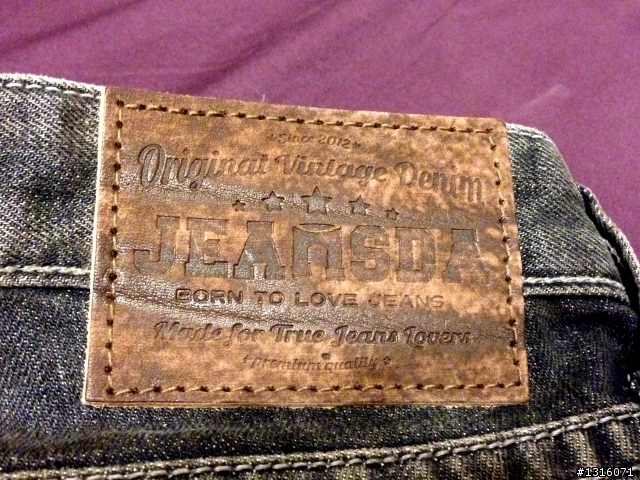 Since 2012
Original Vintage Denim
JEANSDA
BORN TO LOVE JEANS
Made for True Jeans Lovers
premium quality
#1316071